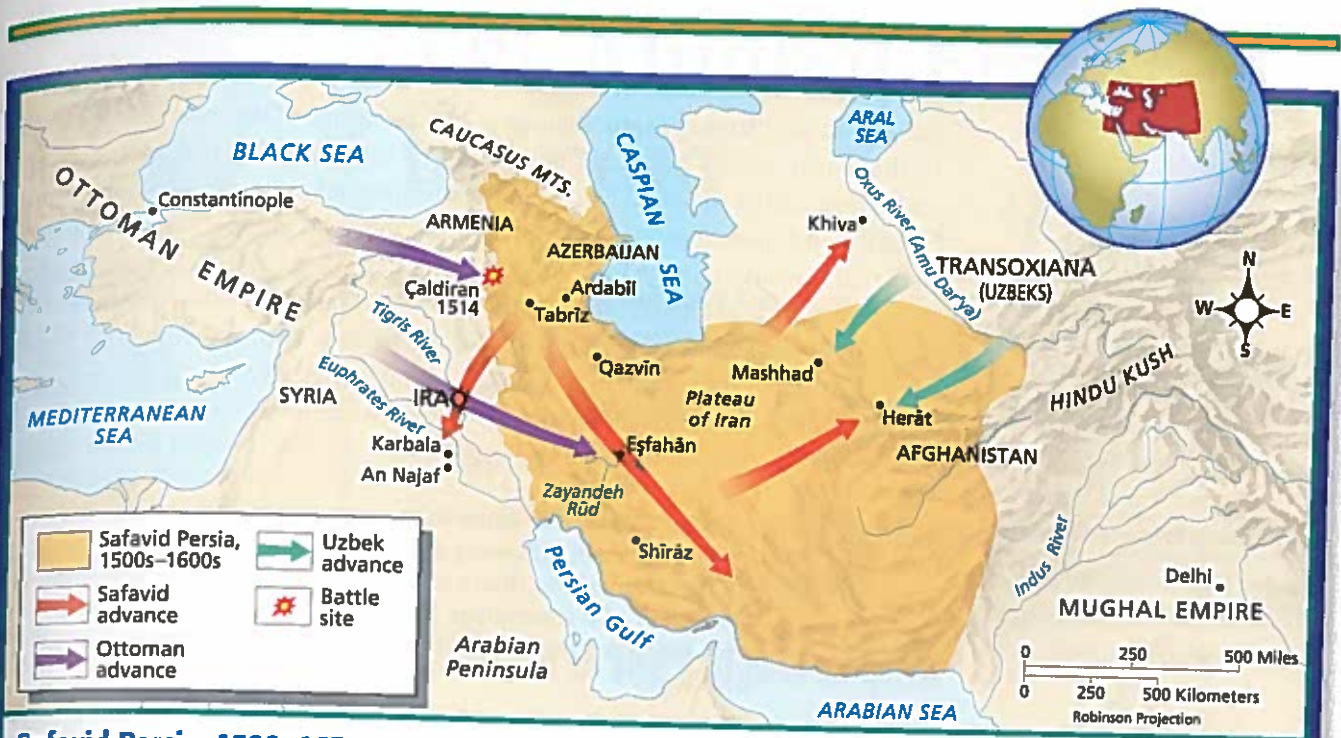 BLACK SEA
CAUCASUS MTS.
CASPIAN SEA
ARAL
SEA
OTTOMAN EMPIRE
Constantinople
ARMENIA
AZERBAIJAN
Khiva
Oxus River (Amu Dar'ya)
TRANSOXIANA
(UZBEKS)
N
W E
S
Çaldiran
1514
Ardabīl
Tabrīz
Tigris River
Qazvīn
Mashhad
Plateau
of Iran
HINDU KUSH
MEDITERRANEAN
SEA
SYRIA
Euphrates River
IRAQ
Herāt
AFGHANISTAN
Karbala
An Najaf
Eşfahān
Zayandeh
Rūd
Shīrāz
Persian Gulf
Indus River
Delhi
MUGHAL EMPIRE
Arabian
Peninsula
ARABIAN SEA
Safavid Persia,
1500s–1600s
Safavid
advance
Ottoman
advance
Uzbek
advance
Battle
site
0 250 500 Miles
0 250 500 Kilometers
Robinson Projection